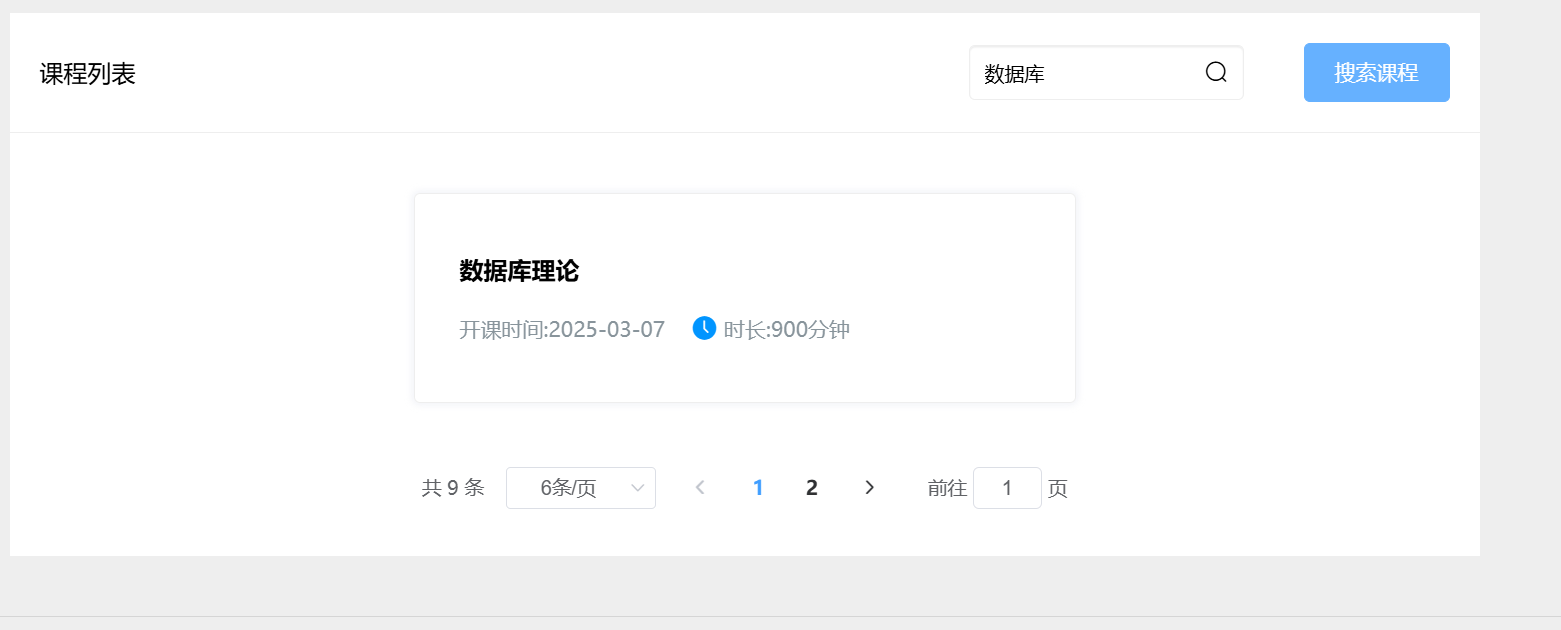 课程列表
数据库
搜索课程
数据库理论
开课时间:2025-03-07 时长:900分钟
共 9 条 6条/页 1 2 前往 1 页